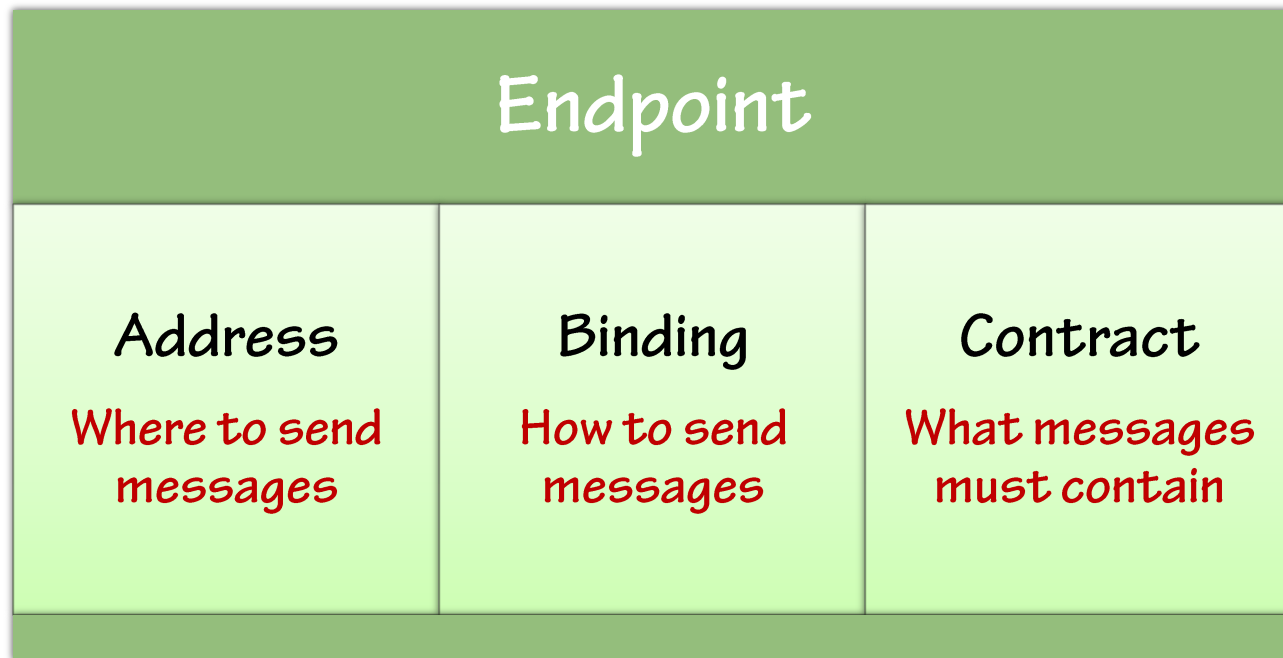 Endpoint
Address
Where to send
messages
Binding
How to send
messages
Contract
What messages
must contain